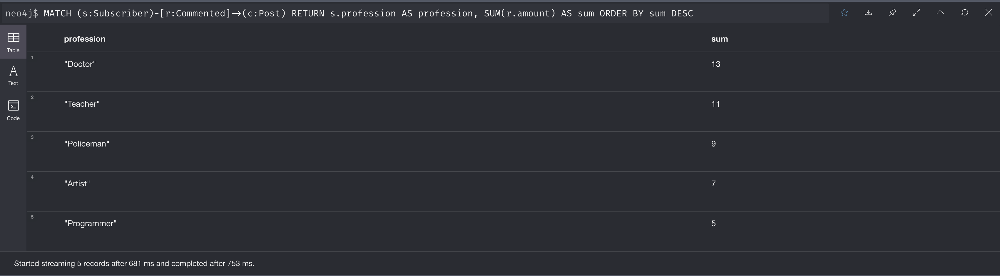 neo4j$ MATCH (s:Subscriber)-[r:Commented]→(c:Post) RETURN s.profession AS profession, SUM(r.amount) AS sum ORDER BY sum DESC
Table
Text
Code
profession sum
1 "Doctor" 13
2 "Teacher" 11
3 "Policeman" 9
4 "Artist" 7
5 "Programmer" 5
Started streaming 5 records after 681 ms and completed after 753 ms.